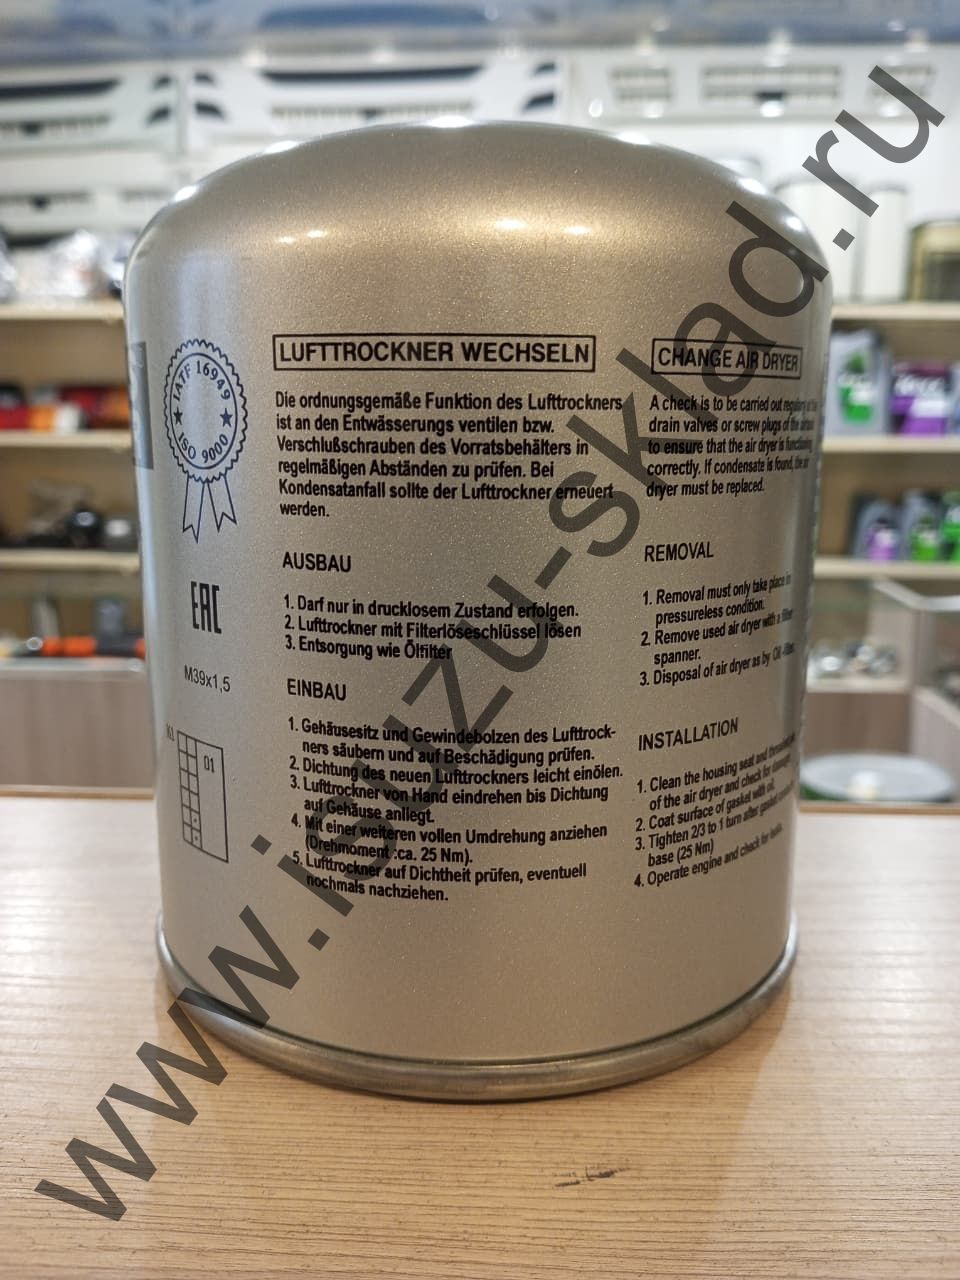 IATF 16949
ISO 9000
EAC
M39x1,5
01
LUFTTROCKNER WECHSELN
Die ordnungsgemäße Funktion des Lufttrockners
ist an den Entwässerungs ventilen bzw.
Verschlußschrauben des Vorratsbehälters in
regelmäßigen Abständen zu prüfen. Bei
Kondensatanfall sollte der Lufttrockner erneuert
werden.
AUSBAU
1. Darf nur in drucklosem Zustand erfolgen.
2. Lufttrockner mit Filterlöseschlüssel lösen
3. Entsorgung wie Ölfilter
EINBAU
1. Gehäusesitz und Gewindebolzen des Lufttrock-
ners säubern und auf Beschädigung prüfen.
2. Dichtung des neuen Lufttrockners leicht einölen.
3. Lufttrockner von Hand eindrehen bis Dichtung
auf Gehäuse anliegt.
4. Mit einer weiteren vollen Umdrehung anziehen
(Drehmoment :ca. 25 Nm).
5. Lufttrockner auf Dichtheit prüfen, eventuell
nochmals nachziehen.
CHANGE AIR DRYER
A check is to be carried out
drain valves or screw plugs of the
to ensure that the air dryer is functioning
correctly. If condensate is found, the air
dryer must be replaced.
REMOVAL
1. Removal must only take place in
pressureless condition.
2. Remove used air dryer with a filter
spanner.
3. Disposal of air dryer as by Oil-Filter.
INSTALLATION
1. Clean the housing seat and
of the air dryer and check for damage.
2. Coat surface of gasket with oil.
3. Tighten 2/3 to 1 turn after gasket
base (25 Nm)
4. Operate engine and check for leaks.
www.isuzu-sklad.ru